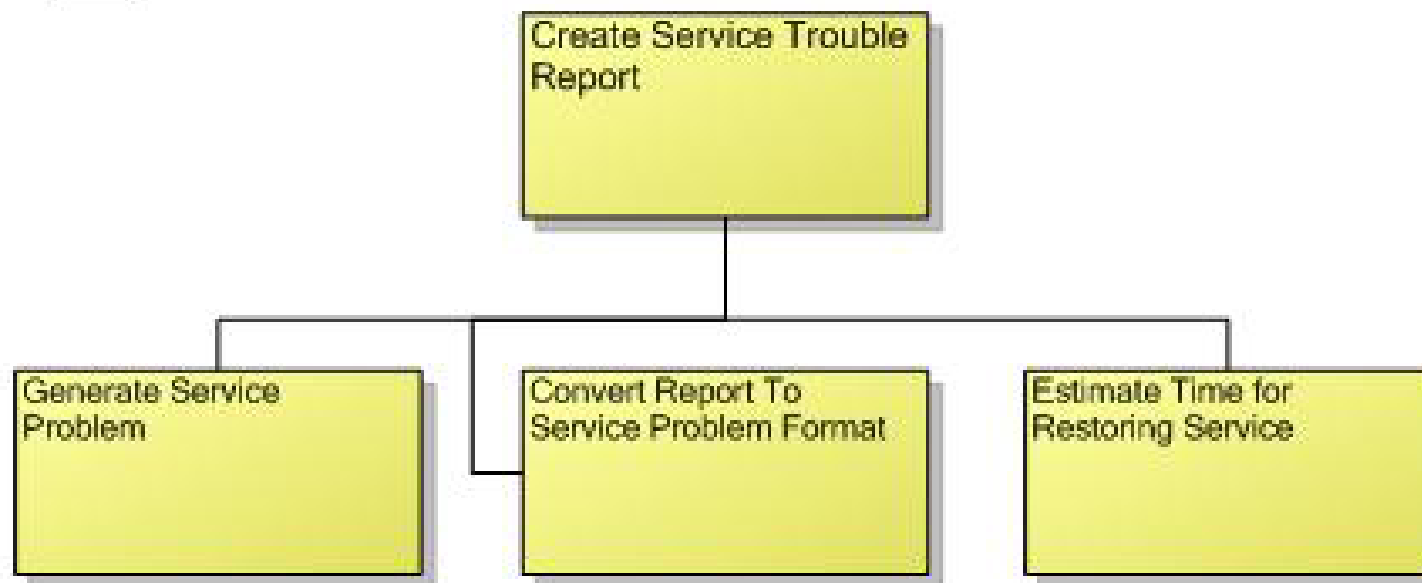 Create Service Trouble
Report
Generate Service
Problem
Convert Report To
Service Problem Format
Estimate Time for
Restoring Service